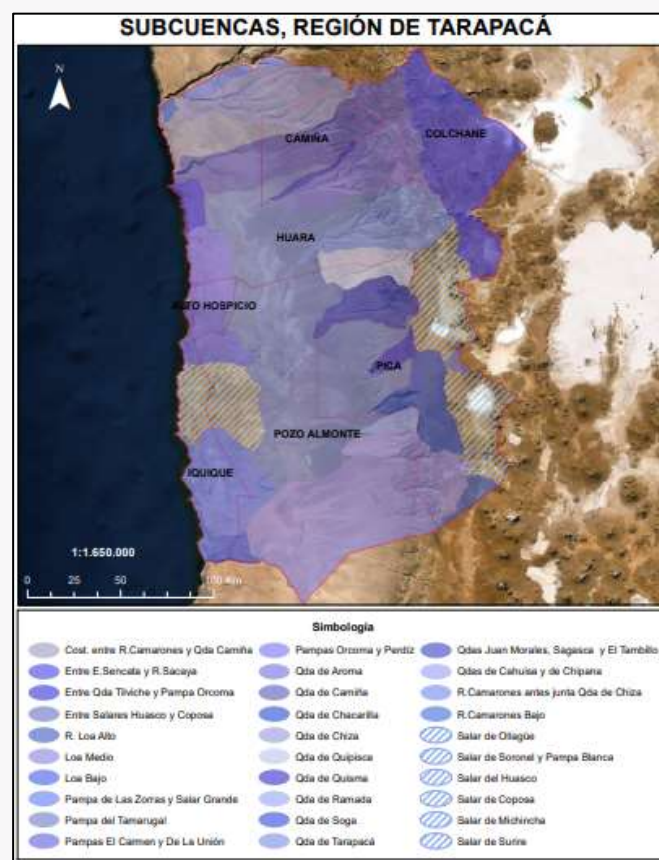 SUBCUENCAS, REGIÓN DE TARAPACÁ
N
CAMIÑA
COLCHANE
HUARA
ALTO HOSPICIO
PICA
POZO ALMONTE
IQUIQUE
1:1.650.000
0 25 50 100 Km
Simbología
Cost. entre R.Camarones y Qda Camiña
Entre E.Sencata y R.Sacaya
Entre Qda Tilviche y Pampa Orcoma
Entre Salares Huasco y Coposa
R. Loa Alto
Loa Medio
Loa Bajo
Pampa de Las Zorras y Salar Grande
Pampa del Tamarugal
Pampas El Carmen y De La Unión
Pampas Orcoma y Perdiz
Qda de Aroma
Qda de Camiña
Qda de Chacarilla
Qda de Chiza
Qda de Quipisca
Qda de Quisma
Qda de Ramada
Qda de Soga
Qda de Tarapacá
Qdas Juan Morales, Sagasca y El Tambillo
Qdas de Cahuisa y de Chipana
R.Camarones antes junta Qda de Chiza
R.Camarones Bajo
Salar de Ollagüe
Salar de Soronel y Pampa Blanca
Salar del Huasco
Salar de Coposa
Salar de Michincha
Salar de Surire